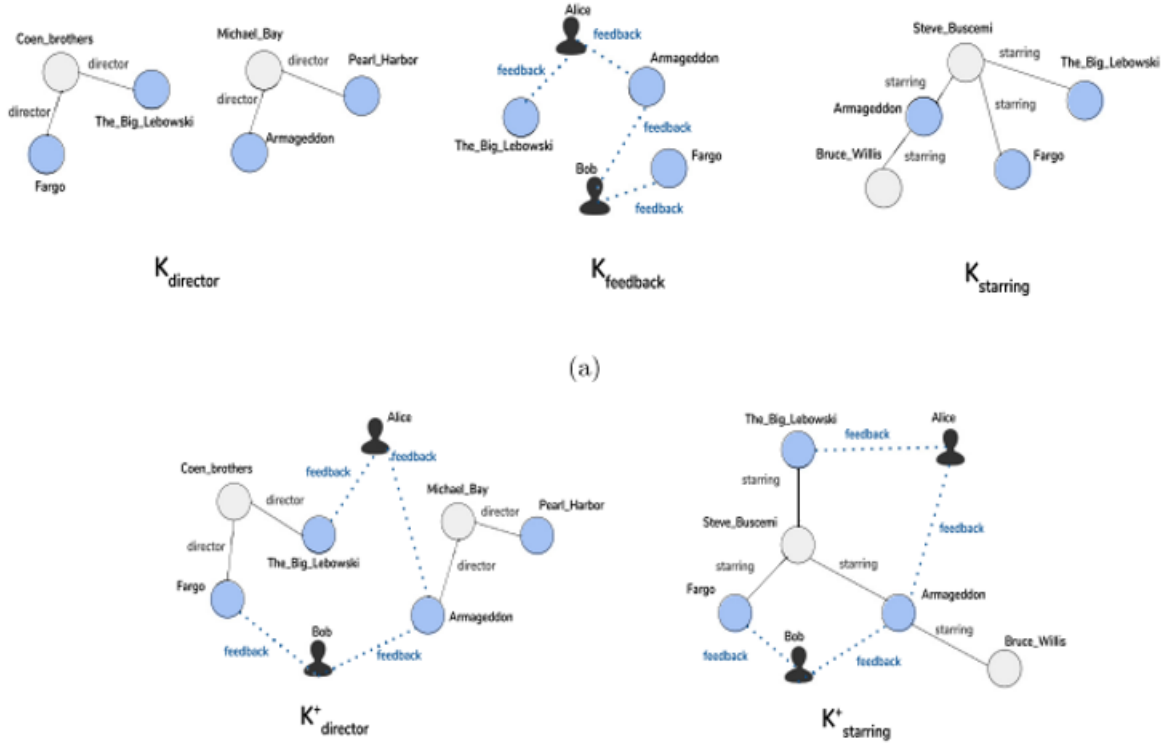 Coen_brothers
director
director
The_Big_Lebowski
Fargo
Michael_Bay
director
Pearl_Harbor
director
Armageddon
K director
Alice
feedback
feedback
Armageddon
The_Big_Lebowski
feedback
Fargo
Bob
feedback
K feedback
Steve_Buscemi
starring
The_Big_Lebowski
starring
Armageddon
starring
Bruce_Willis
starring
Fargo
K starring
(a)
Alice
feedback
feedback
Coen_brothers
director
Michael_Bay
director
Pearl_Harbor
director
The_Big_Lebowski
director
Fargo
Armageddon
Bob
feedback
feedback
K+ director
The_Big_Lebowski
Alice
feedback
starring
Steve_Buscemi
feedback
starring
starring
Fargo
Armageddon
starring
Bob
Bruce_Willis
feedback
feedback
K+ starring